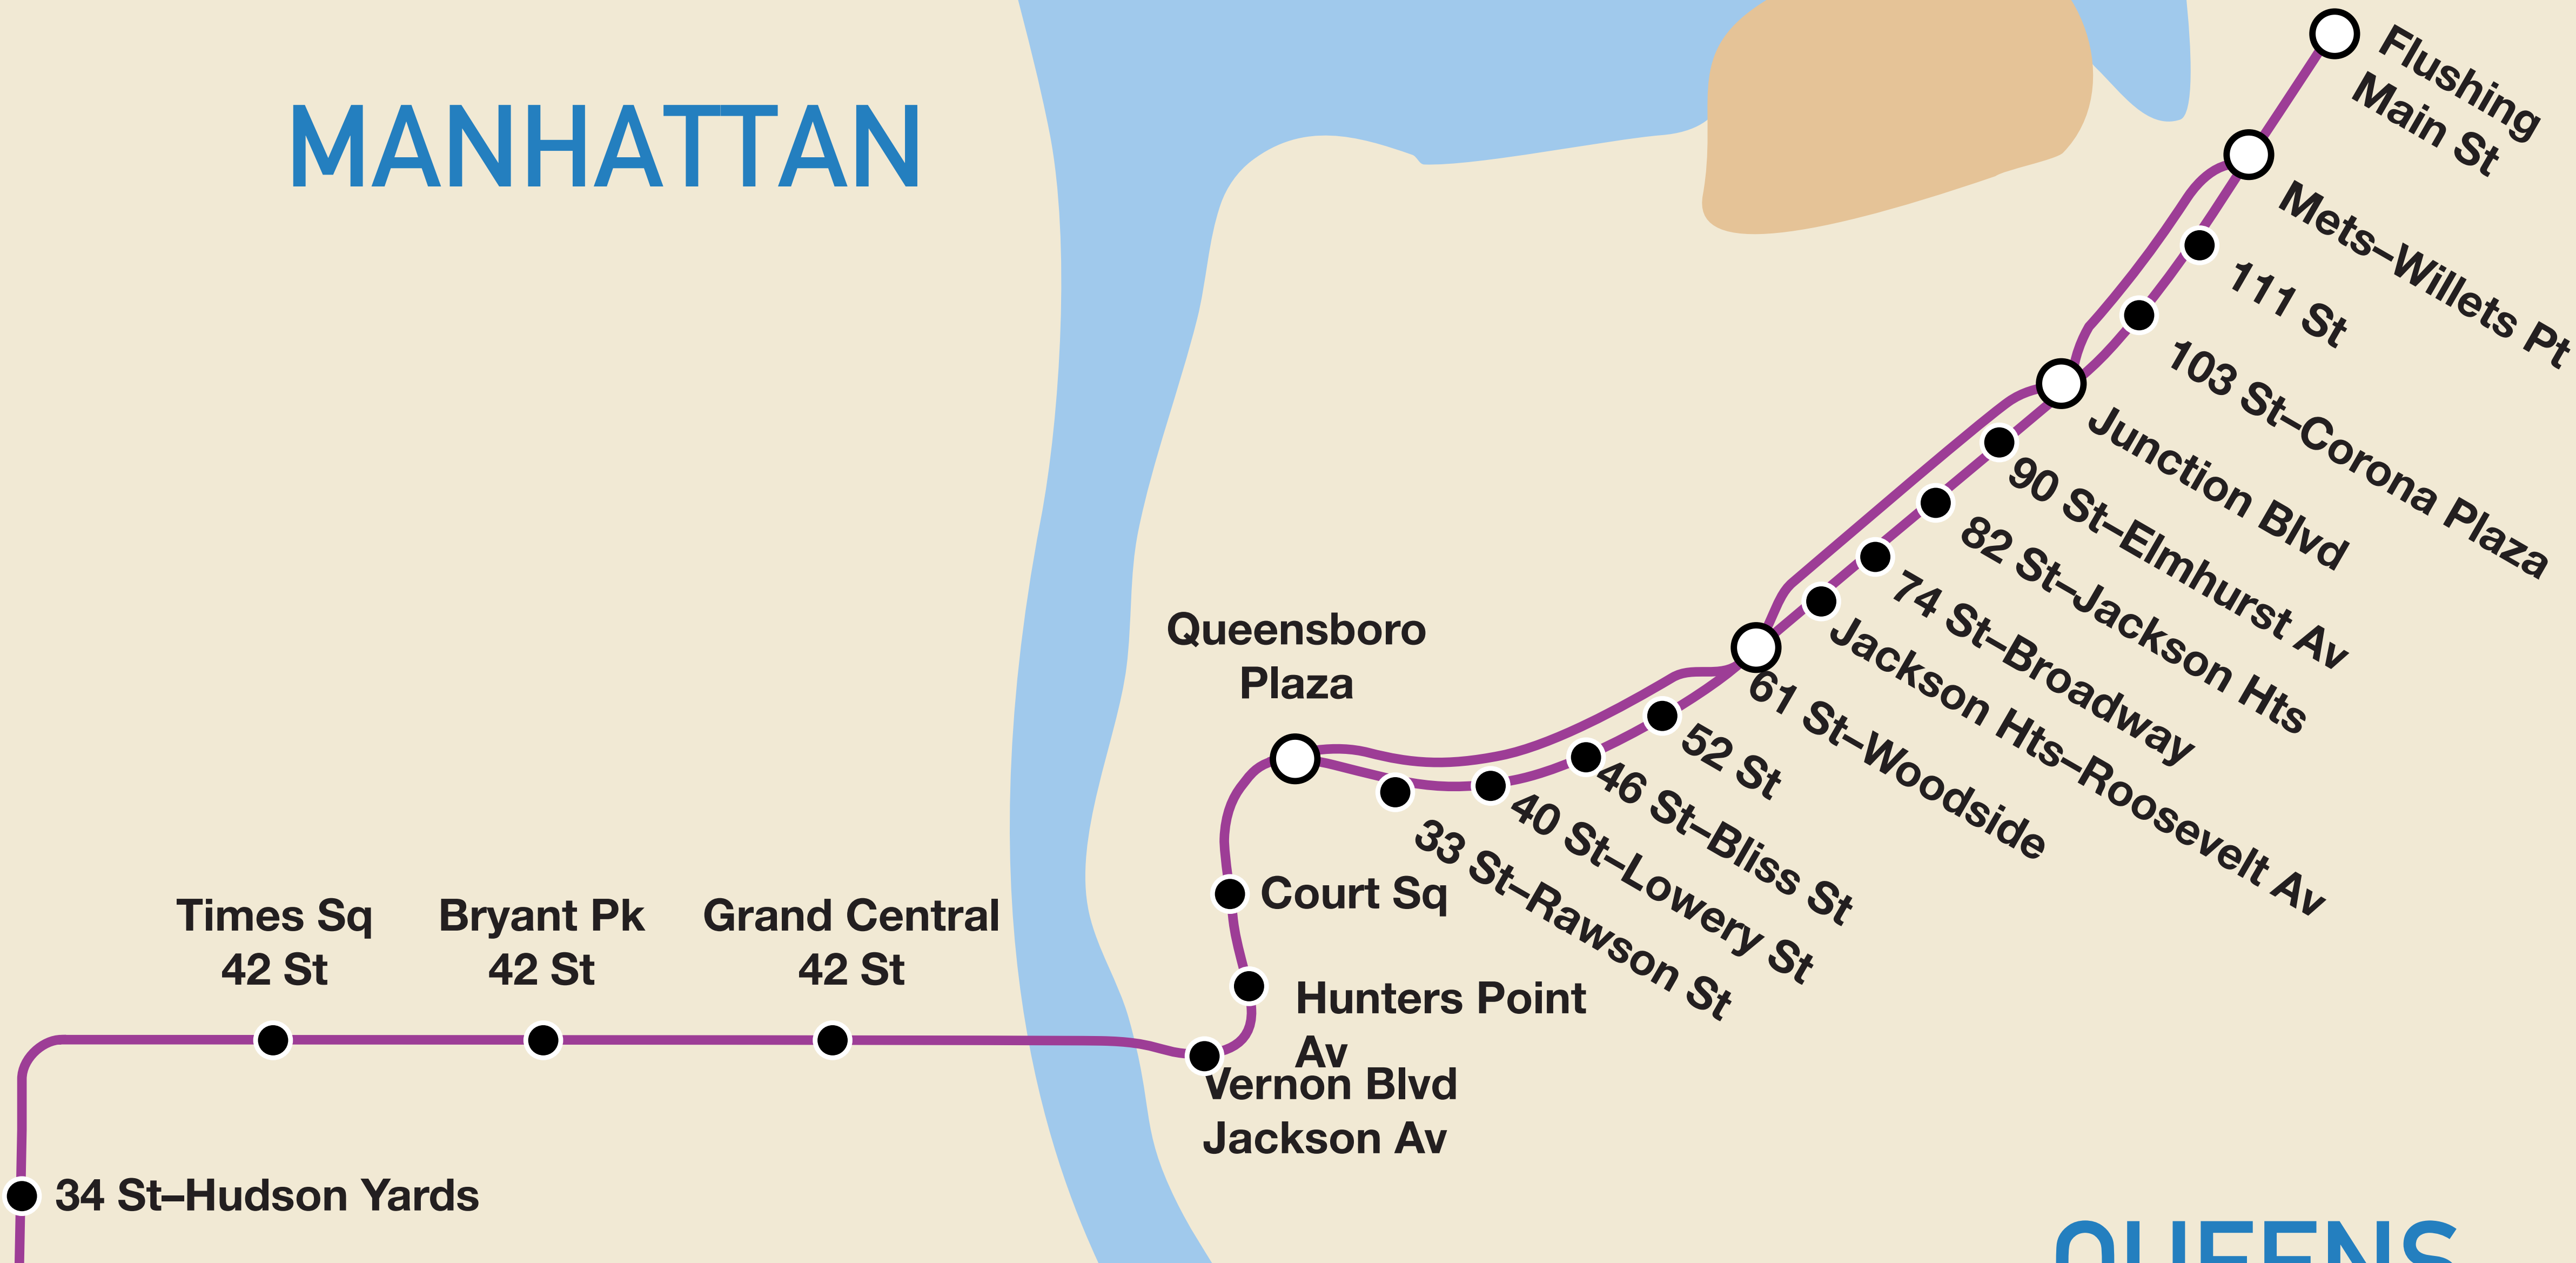 MANHATTAN
Flushing
Main St
Mets–Willets Pt
111 St
103 St–Corona Plaza
Junction Blvd
90 St–Elmhurst Av
82 St–Jackson Hts
74 St–Broadway
Jackson Hts–Roosevelt Av
61 St–Woodside
52 St
46 St–Bliss St
40 St–Lowery St
33 St–Rawson St
Queensboro
Plaza
Court Sq
Hunters Point
Av
Vernon Blvd
Jackson Av
Grand Central
42 St
Bryant Pk
42 St
Times Sq
42 St
34 St–Hudson Yards
QUEENS